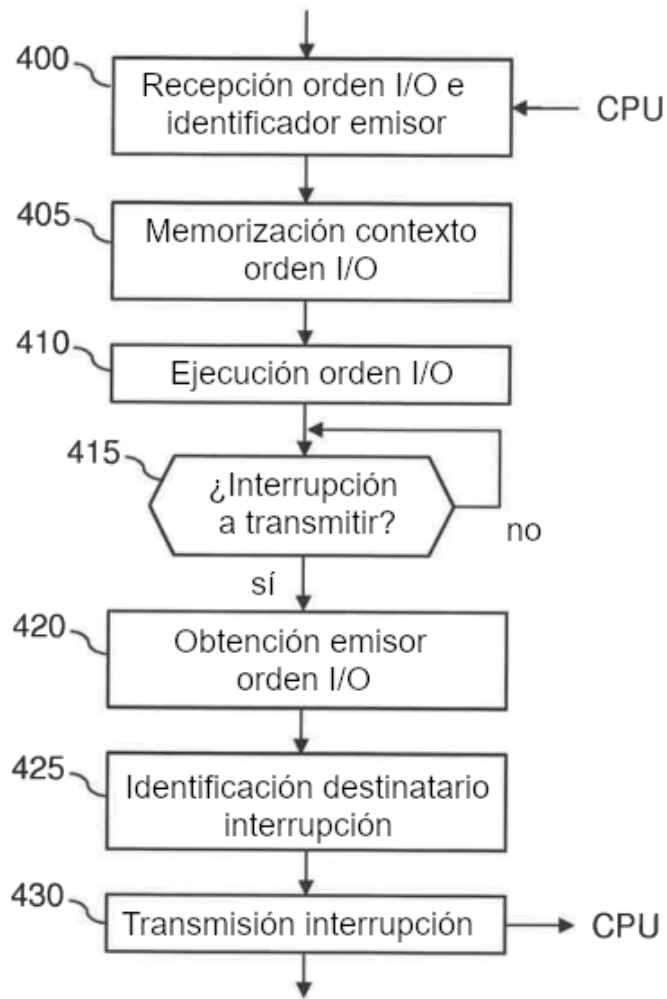 400
Recepción orden I/O e
identificador emisor
CPU
405
Memorización contexto
orden I/O
410
Ejecución orden I/O
415
¿Interrupción
a transmitir?
no
sí
420
Obtención emisor
orden I/O
425
Identificación destinatario
interrupción
430
Transmisión interrupción
CPU